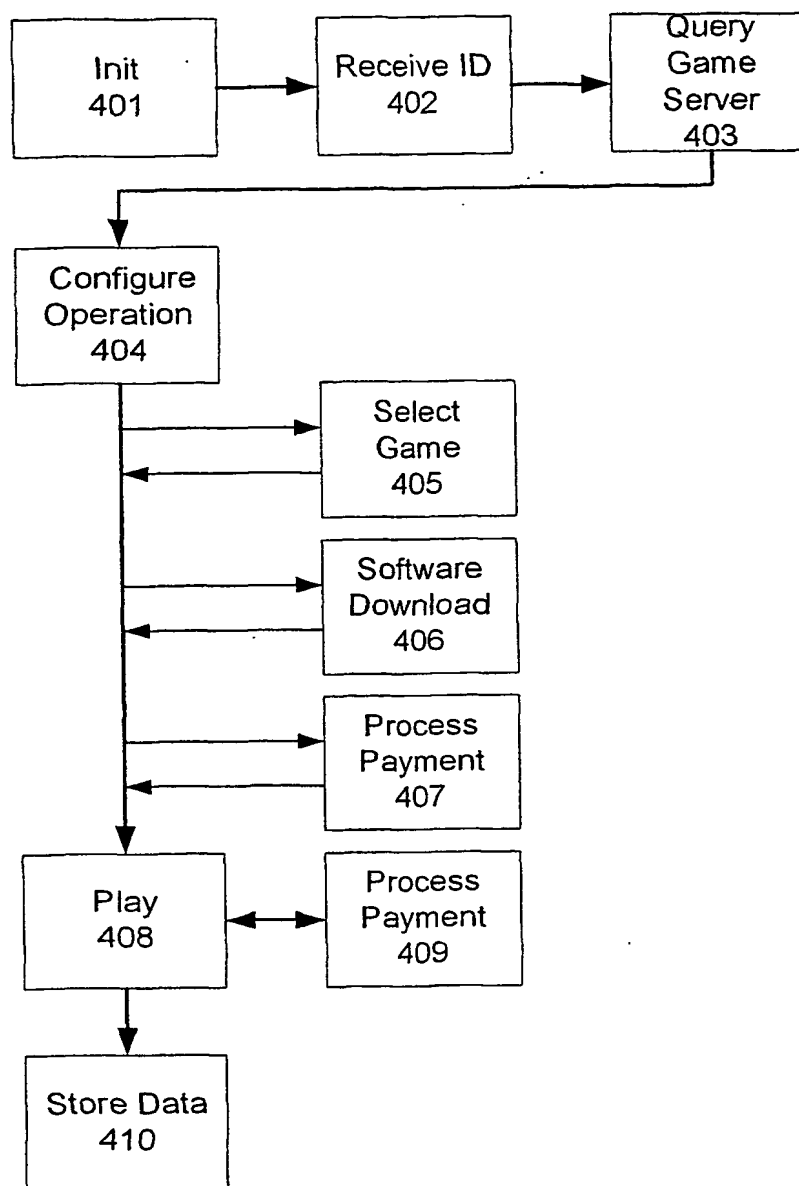 Init
401
Receive ID
402
Query
Game
Server
403
Configure
Operation
404
Select
Game
405
Software
Download
406
Process
Payment
407
Play
408
Process
Payment
409
Store Data
410